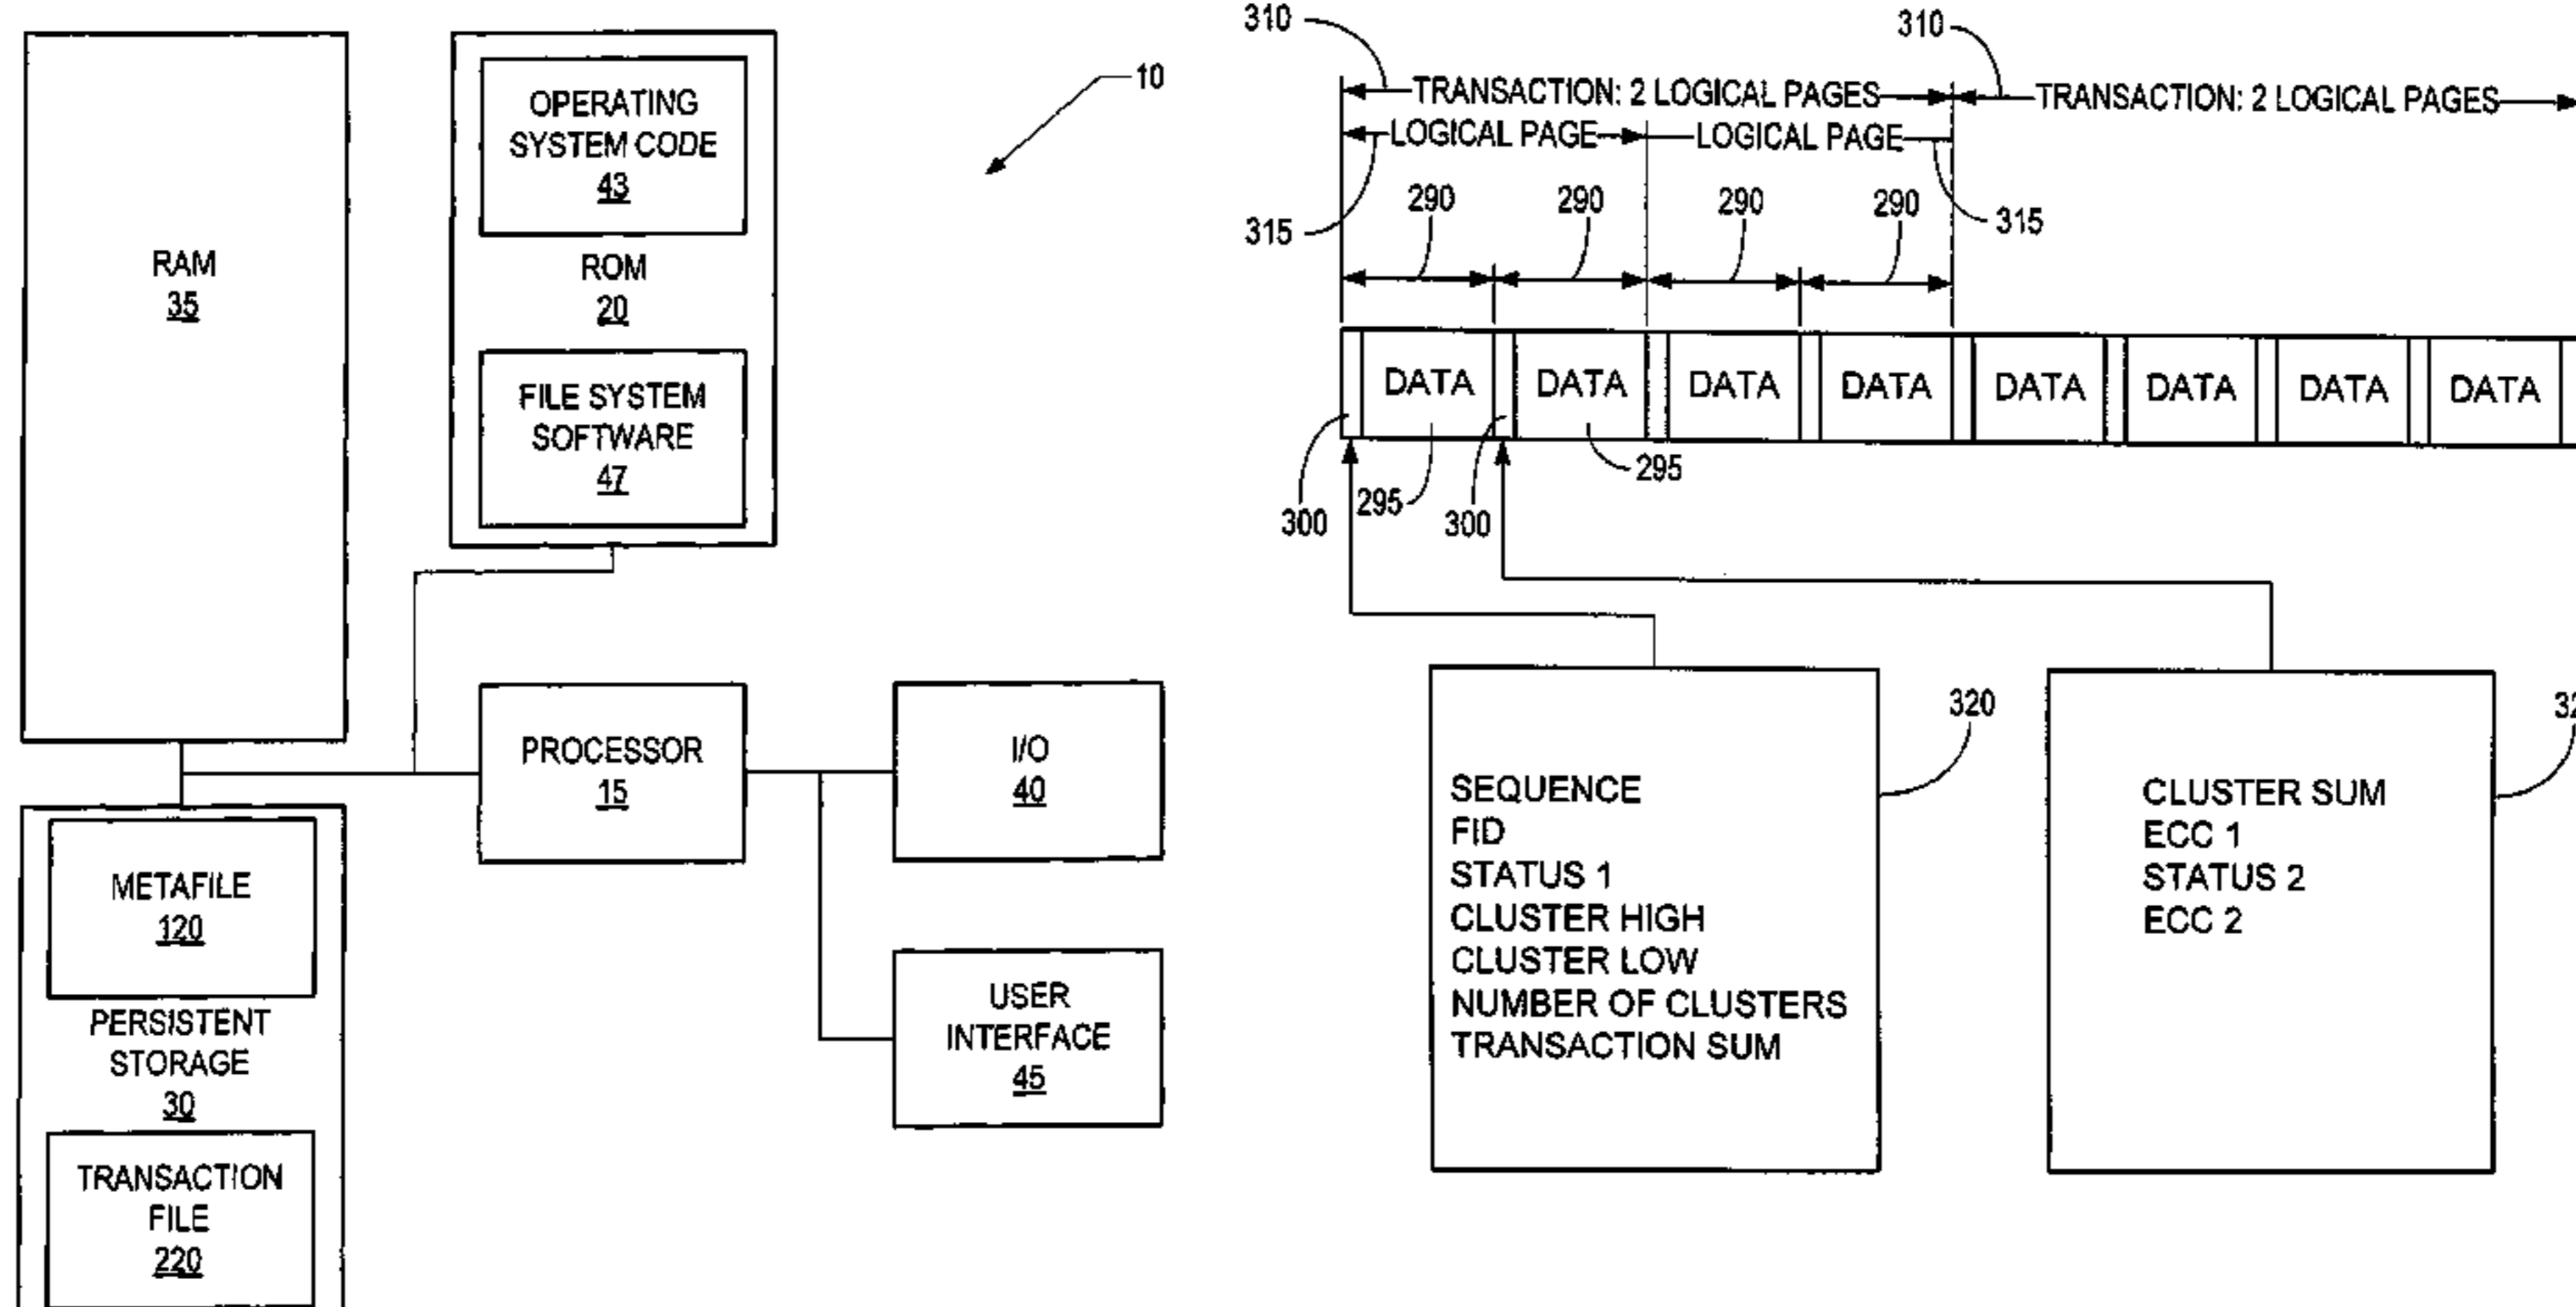 RAM
35
OPERATING
SYSTEM CODE
43
ROM
20
FILE SYSTEM
SOFTWARE
47
10
PROCESSOR
15
I/O
40
USER
INTERFACE
45
METAFILE
120
PERSISTENT
STORAGE
30
TRANSACTION
FILE
220
310
310
TRANSACTION: 2 LOGICAL PAGES
TRANSACTION: 2 LOGICAL PAGES
LOGICAL PAGE
LOGICAL PAGE
315
290
290
290
290
315
DATA
DATA
DATA
DATA
DATA
DATA
DATA
DATA
300
295
300
295
320
SEQUENCE
FID
STATUS 1
CLUSTER HIGH
CLUSTER LOW
NUMBER OF CLUSTERS
TRANSACTION SUM
CLUSTER SUM
ECC 1
STATUS 2
ECC 2